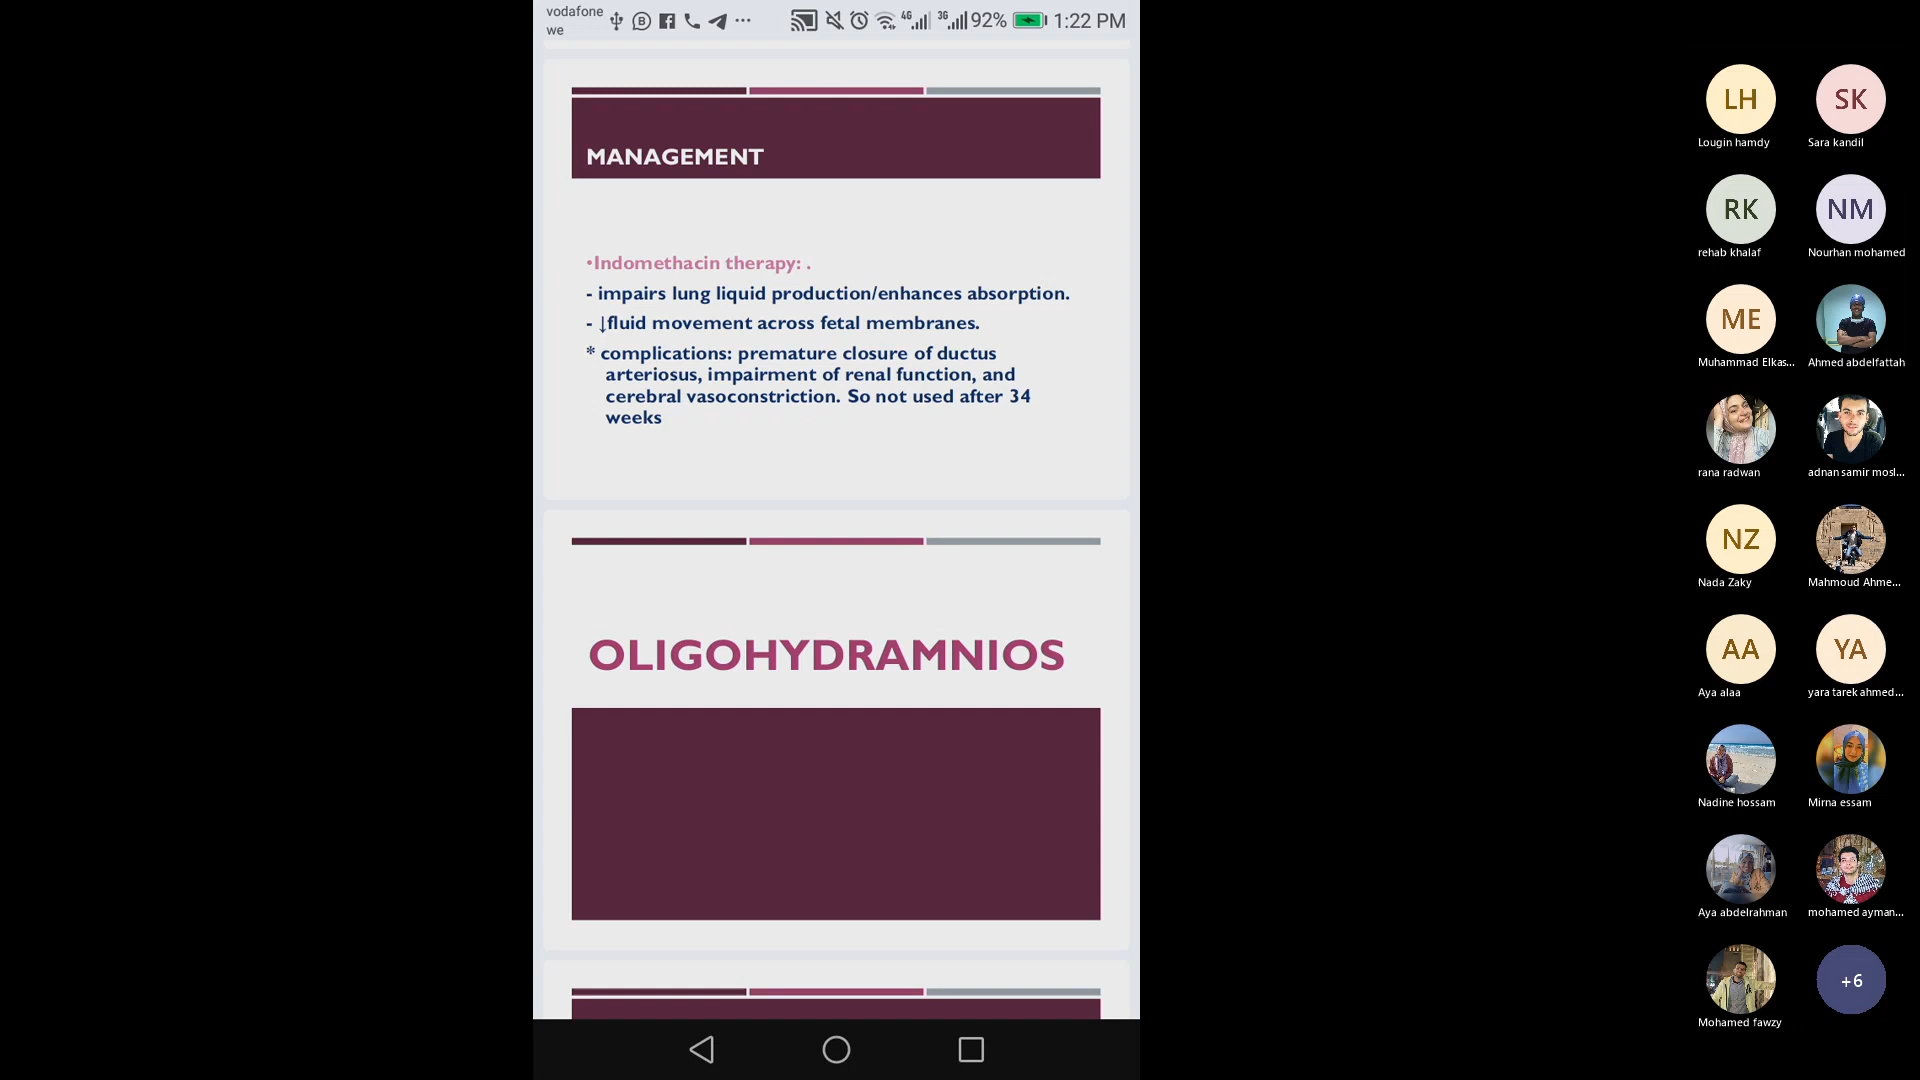 vodafone
we
4G
3G
92%
1:22 PM
MANAGEMENT
•Indomethacin therapy: .
- impairs lung liquid production/enhances absorption.
- ↓fluid movement across fetal membranes.
* complications: premature closure of ductus
arteriosus, impairment of renal function, and
cerebral vasoconstriction. So not used after 34
weeks
OLIGOHYDRAMNIOS
LH
SK
Lougin hamdy
Sara kandil
RK
NM
rehab khalaf
Nourhan mohamed
ME
Muhammad Elkas...
Ahmed abdelfattah
rana radwan
adnan samir mosl...
NZ
Nada Zaky
Mahmoud Ahme...
AA
YA
Aya alaa
yara tarek ahmed...
Nadine hossam
Mirna essam
Aya abdelrahman
mohamed ayman...
+6
Mohamed fawzy